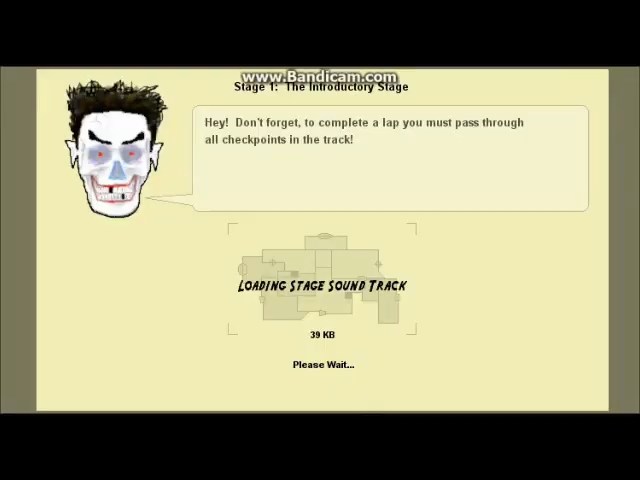 www.Bandicam.com
Stage 1:  The Introductory Stage
Hey!  Don't forget, to complete a lap you must pass through
all checkpoints in the track!
Loading Stage Sound Track
39 KB
Please Wait...